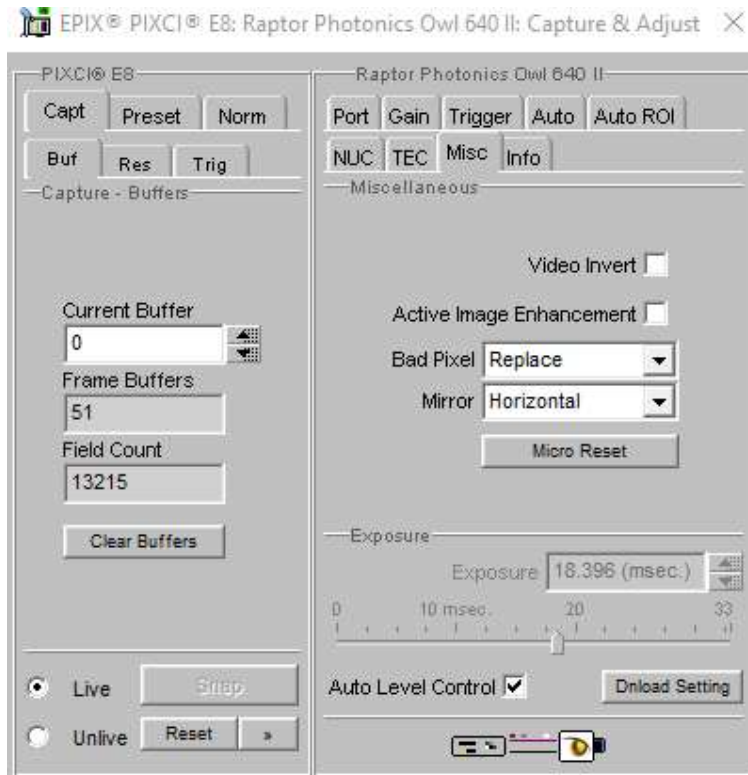 EPIX® PIXCI® E8: Raptor Photonics Owl 640 II: Capture & Adjust
PIXCI® E8
Capt Preset Norm
Buf Res Trig
Capture - Buffers
Current Buffer
0
Frame Buffers
51
Field Count
13215
Clear Buffers
Live Snap
Unlive Reset »
Raptor Photonics Owl 640 II
Port Gain Trigger Auto Auto ROI
NUC TEC Misc Info
Miscellaneous
Video Invert
Active Image Enhancement
Bad Pixel Replace
Mirror Horizontal
Micro Reset
Exposure
Exposure 18.396 (msec.)
0 10 msec. 20 33
Auto Level Control Dnload Setting